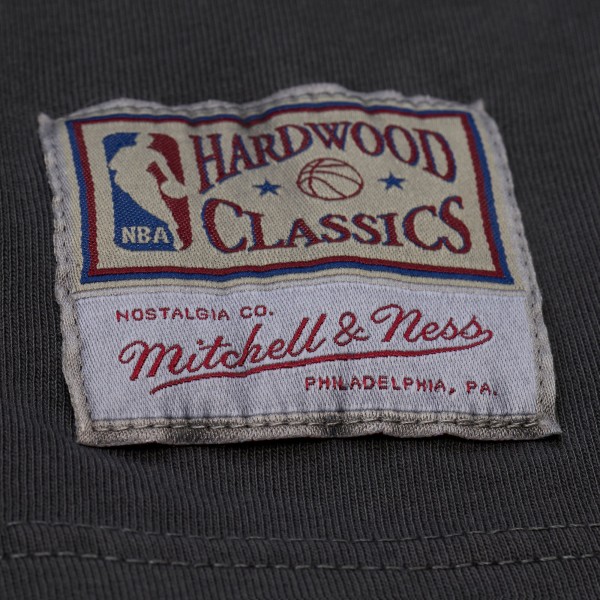 HARDWOOD
CLASSICS
NBA
NOSTALGIA CO.
Mitchell & Ness
PHILADELPHIA, PA.